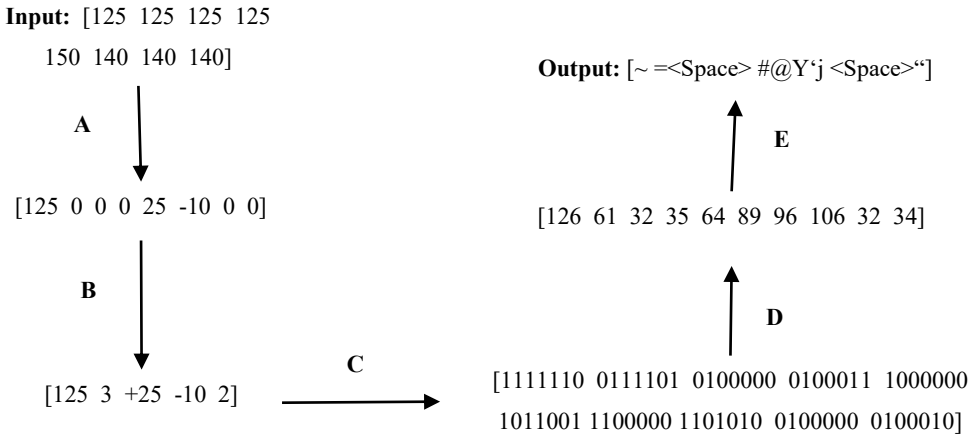 Input: [125 125 125 125
150 140 140 140]
A
[125 0 0 0 25 -10 0 0]
B
[125 3 +25 -10 2]
C
[1111110 0111101 0100000 0100011 1000000
1011001 1100000 1101010 0100000 0100010]
D
[126 61 32 35 64 89 96 106 32 34]
E
Output: [~ =<Space> #@Y‘j <Space>“]